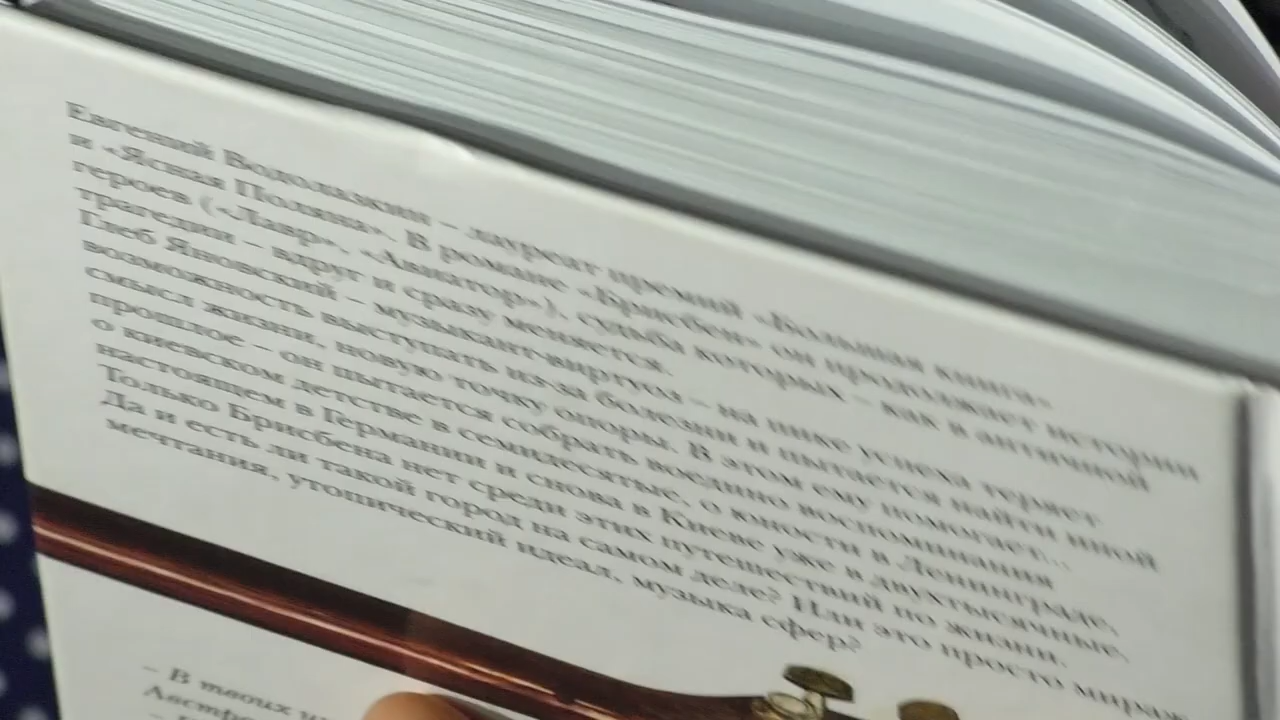 Евгений Водолазкин – лауреат премий «Большая книга»
и «Ясная Поляна». В романе «Брисбен» он продолжает истории
героев («Лавр», «Авиатор»), судьба которых – как в античной
трагедии – вдруг и сразу меняется.
Глеб Яновский – музыкант-виртуоз – на пике успеха теряет
возможность выступать из-за болезни и пытается найти иной
смысл жизни, новую точку опоры. В этом ему помогает...
прошлое – он пытается собрать воедино воспоминания
о киевском детстве в семидесятые, о юности в Ленинграде,
настоящем в Германии и снова в Киеве уже в двухтысячные.
Только Брисбена нет среди этих путешествий по жизни.
Да и есть ли такой город на самом деле? Или это просто мираж,
мечтания, утопический идеал, музыка сфер?
– В твоих